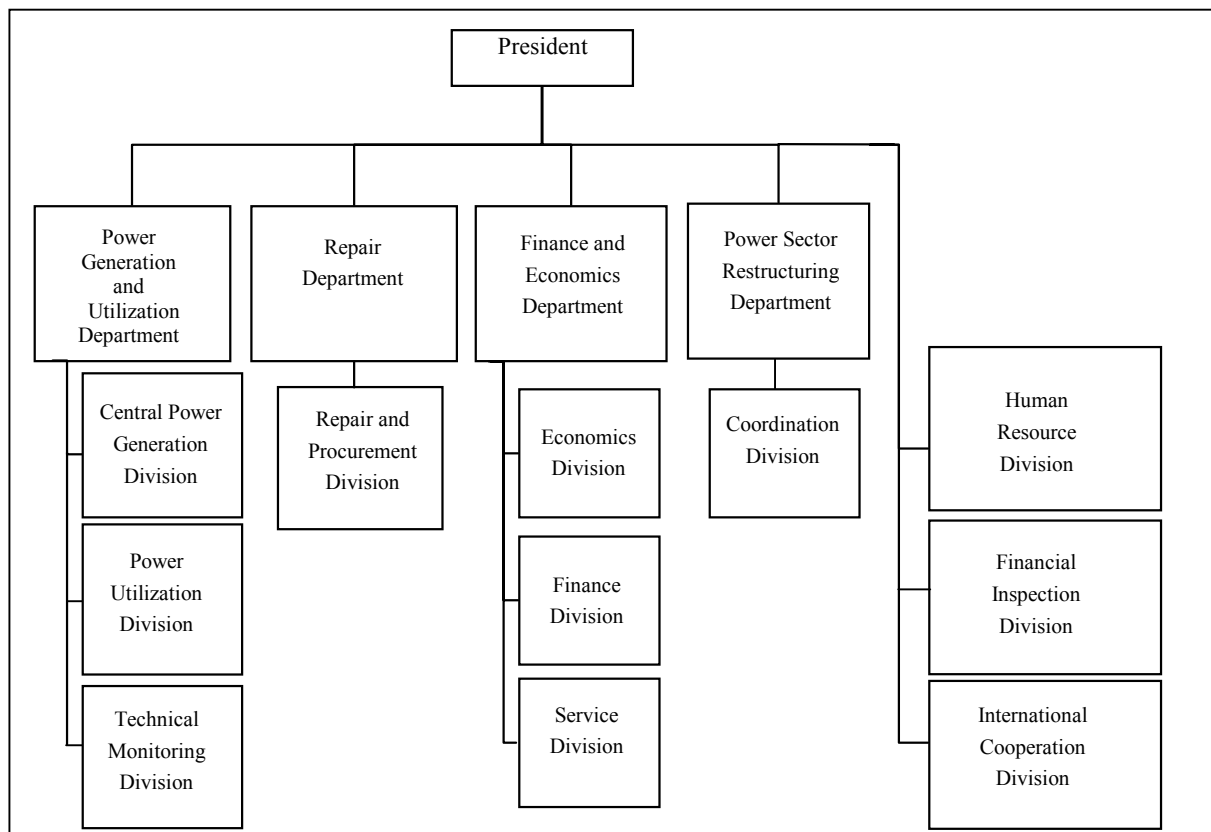 President
Power
Generation
and
Utilization
Department
Repair
Department
Finance and
Economics
Department
Power Sector
Restructuring
Department
Central Power
Generation
Division
Power
Utilization
Division
Technical
Monitoring
Division
Repair and
Procurement
Division
Economics
Division
Finance
Division
Service
Division
Coordination
Division
Human
Resource
Division
Financial
Inspection
Division
International
Cooperation
Division